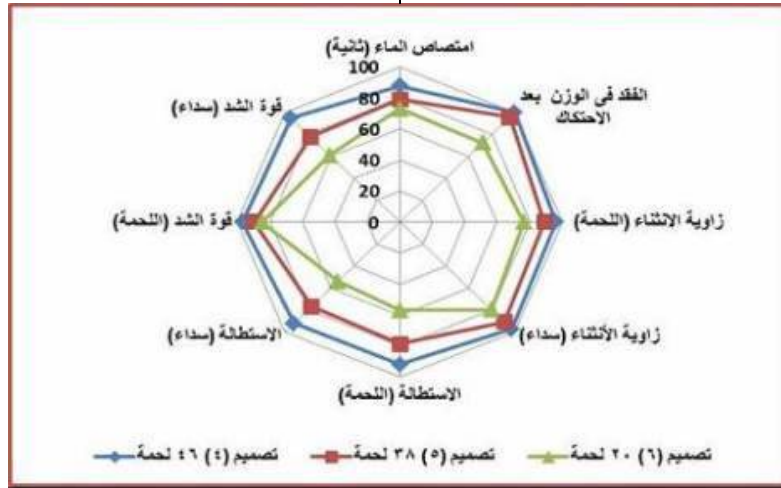 امتصاص الماء (ثانية)
الفقد فى الوزن بعد
الاحتكاك
زاوية الانثناء (اللحمة)
زاوية الأنثناء (سداء)
الاستطالة (اللحمة)
الاستطالة (سداء)
قوة الشد (اللحمة)
قوة الشد (سداء)
100
80
60
40
20
0
تصميم (٤) ٤٦ لحمة
تصميم (٥) ٣٨ لحمة
تصميم (٦) ٢٠ لحمة